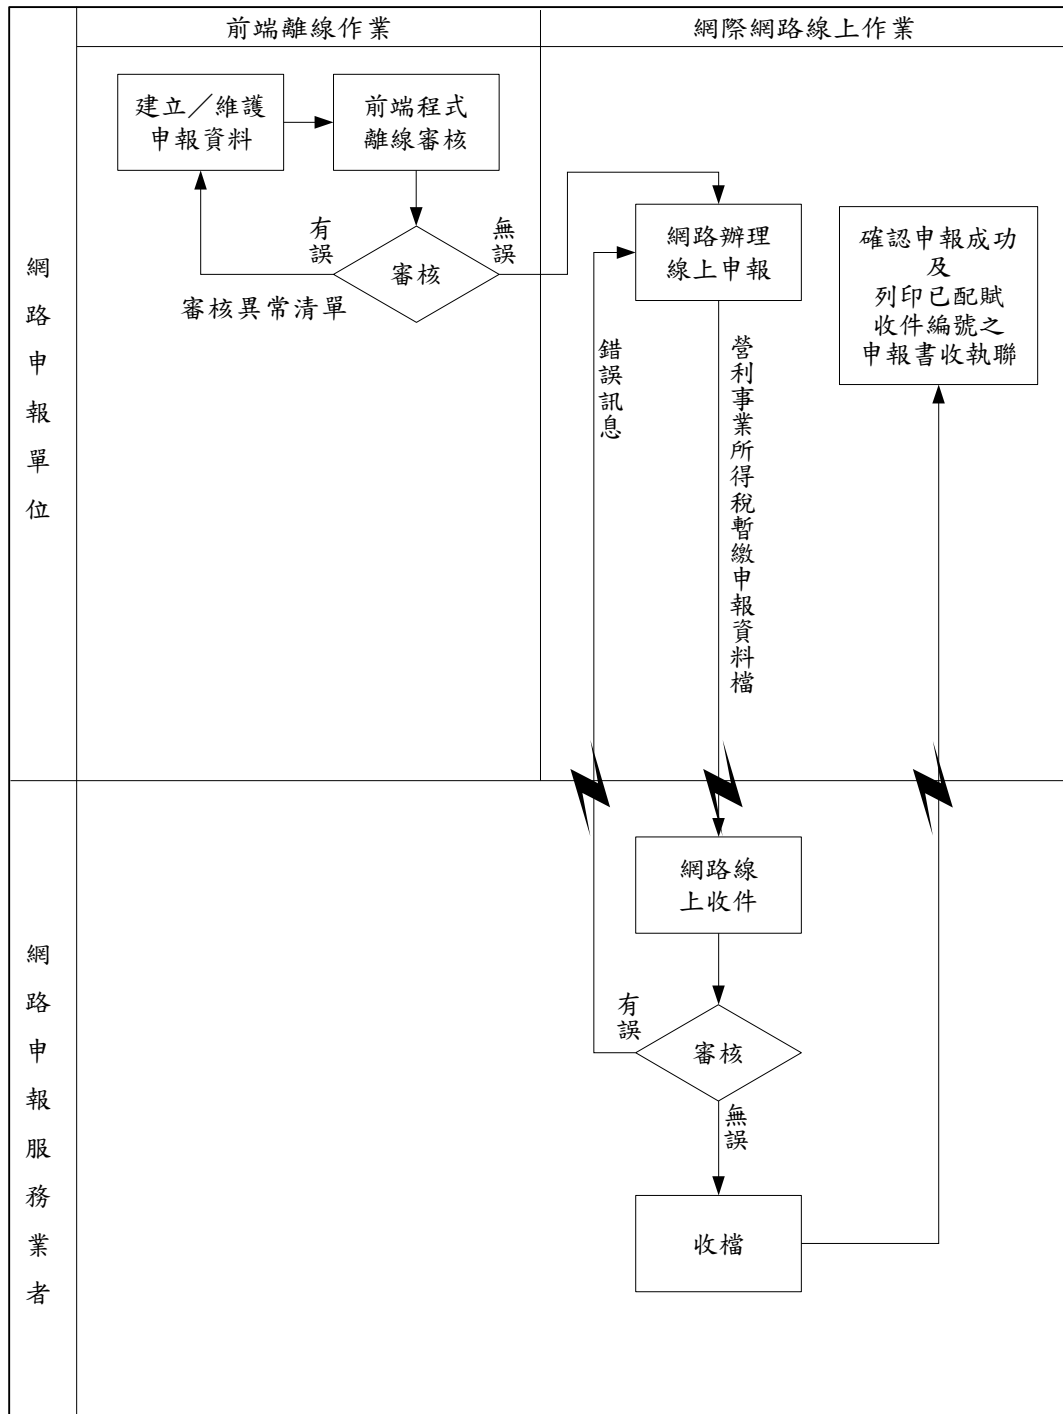 前端離線作業
網際網路線上作業
網路申報單位
建立／維護
申報資料
前端程式
離線審核
有誤
無誤
審核
審核異常清單
網路辦理
線上申報
確認申報成功
及
列印已配賦
收件編號之
申報書收執聯
錯誤訊息
營利事業所得稅暫繳申報資料檔
網路申報服務業者
網路線
上收件
有誤
審核
無誤
收檔